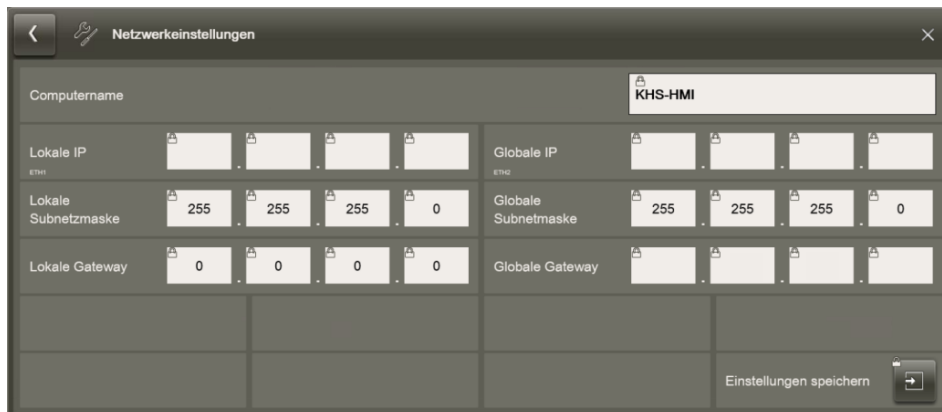 Netzwerkeinstellungen
Computername
KHS-HMI
Lokale IP
. . .
ETH1
Globale IP
. . .
ETH2
Lokale
Subnetzmaske
255 . 255 . 255 . 0
Globale
Subnetmaske
255 . 255 . 255 . 0
Lokale Gateway
0 . 0 . 0 . 0
Globale Gateway
. . .
Einstellungen speichern